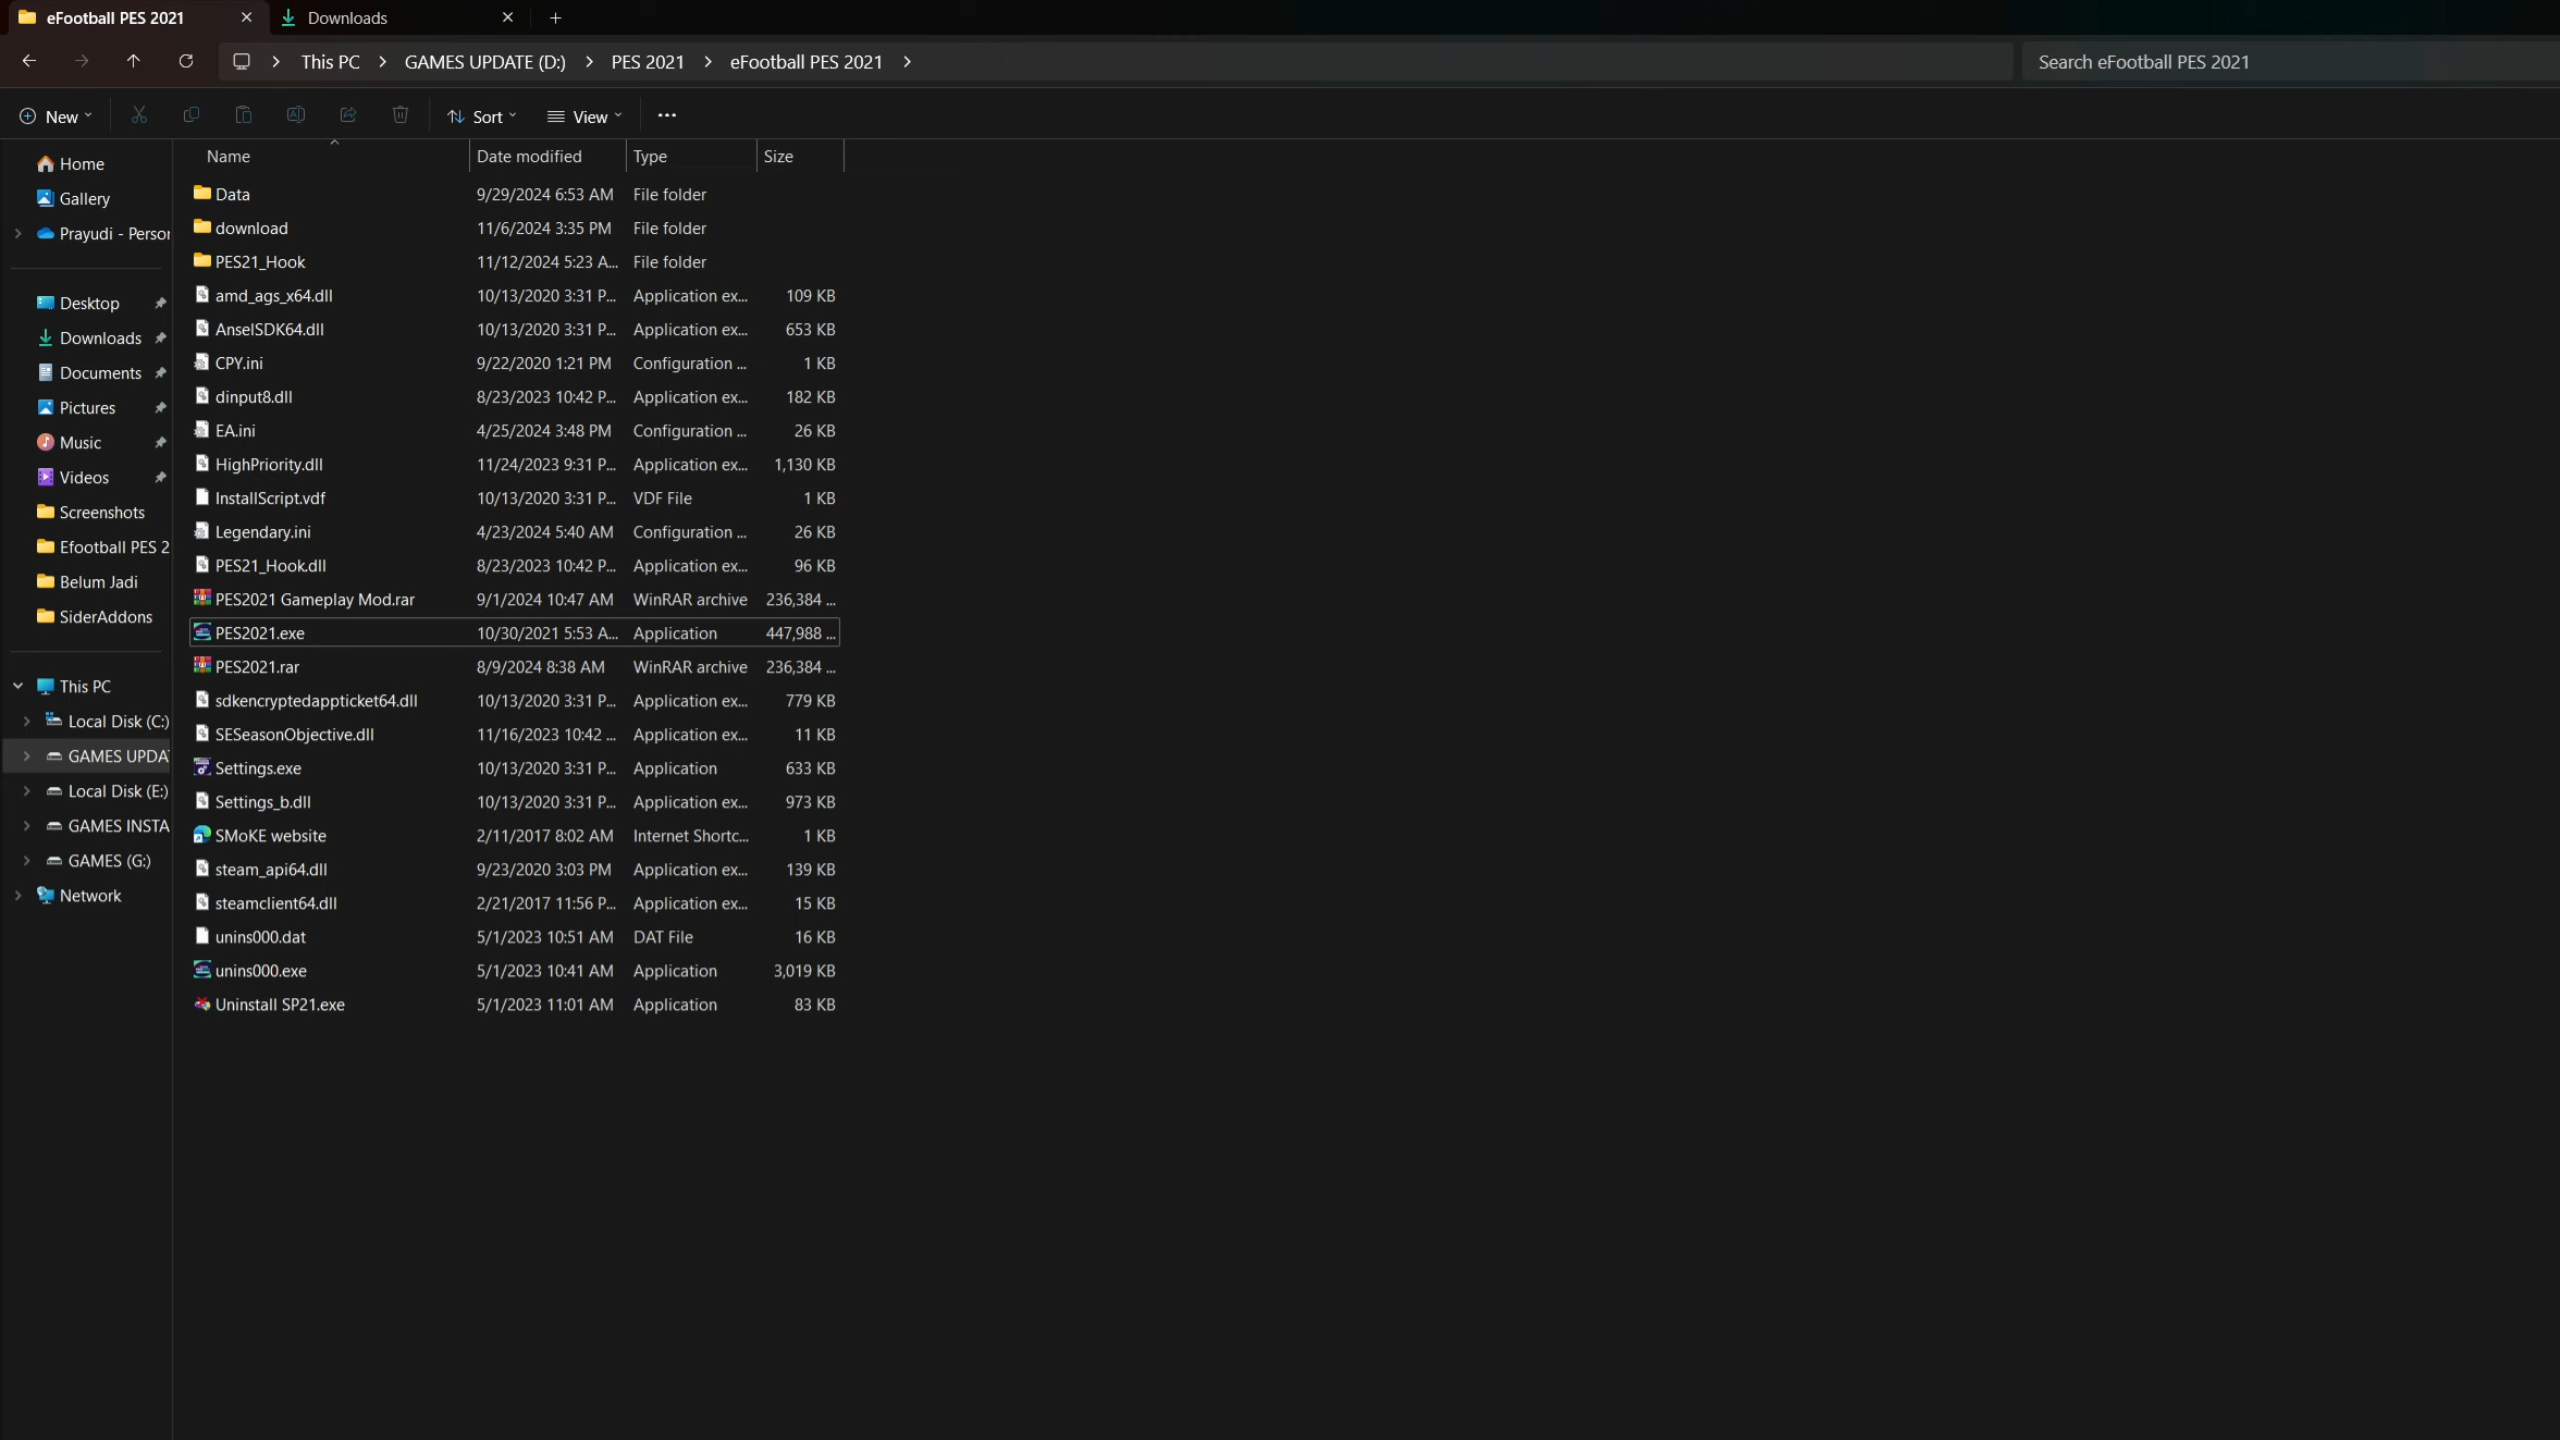 eFootball PES 2021
Downloads
This PC > GAMES UPDATE (D:) > PES 2021 > eFootball PES 2021 >
Search eFootball PES 2021
New
Sort
View
Name Date modified Type Size
Home
Gallery
Prayudi - Person
Desktop
Downloads
Documents
Pictures
Music
Videos
Screenshots
Efootball PES 2
Belum Jadi
SiderAddons
This PC
Local Disk (C:)
GAMES UPDA
Local Disk (E:)
GAMES INSTA
GAMES (G:)
Network
Data 9/29/2024 6:53 AM File folder
download 11/6/2024 3:35 PM File folder
PES21_Hook 11/12/2024 5:23 A... File folder
amd_ags_x64.dll 10/13/2020 3:31 P... Application ex... 109 KB
AnselSDK64.dll 10/13/2020 3:31 P... Application ex... 653 KB
CPY.ini 9/22/2020 1:21 PM Configuration ... 1 KB
dinput8.dll 8/23/2023 10:42 P... Application ex... 182 KB
EA.ini 4/25/2024 3:48 PM Configuration ... 26 KB
HighPriority.dll 11/24/2023 9:31 P... Application ex... 1,130 KB
InstallScript.vdf 10/13/2020 3:31 P... VDF File 1 KB
Legendary.ini 4/23/2024 5:40 AM Configuration ... 26 KB
PES21_Hook.dll 8/23/2023 10:42 P... Application ex... 96 KB
PES2021 Gameplay Mod.rar 9/1/2024 10:47 AM WinRAR archive 236,384 ...
PES2021.exe 10/30/2021 5:53 A... Application 447,988 ...
PES2021.rar 8/9/2024 8:38 AM WinRAR archive 236,384 ...
sdkencryptedappticket64.dll 10/13/2020 3:31 P... Application ex... 779 KB
SESeasonObjective.dll 11/16/2023 10:42 ... Application ex... 11 KB
Settings.exe 10/13/2020 3:31 P... Application 633 KB
Settings_b.dll 10/13/2020 3:31 P... Application ex... 973 KB
SMoKE website 2/11/2017 8:02 AM Internet Shortc... 1 KB
steam_api64.dll 9/23/2020 3:03 PM Application ex... 139 KB
steamclient64.dll 2/21/2017 11:56 P... Application ex... 15 KB
unins000.dat 5/1/2023 10:51 AM DAT File 16 KB
unins000.exe 5/1/2023 10:41 AM Application 3,019 KB
Uninstall SP21.exe 5/1/2023 11:01 AM Application 83 KB